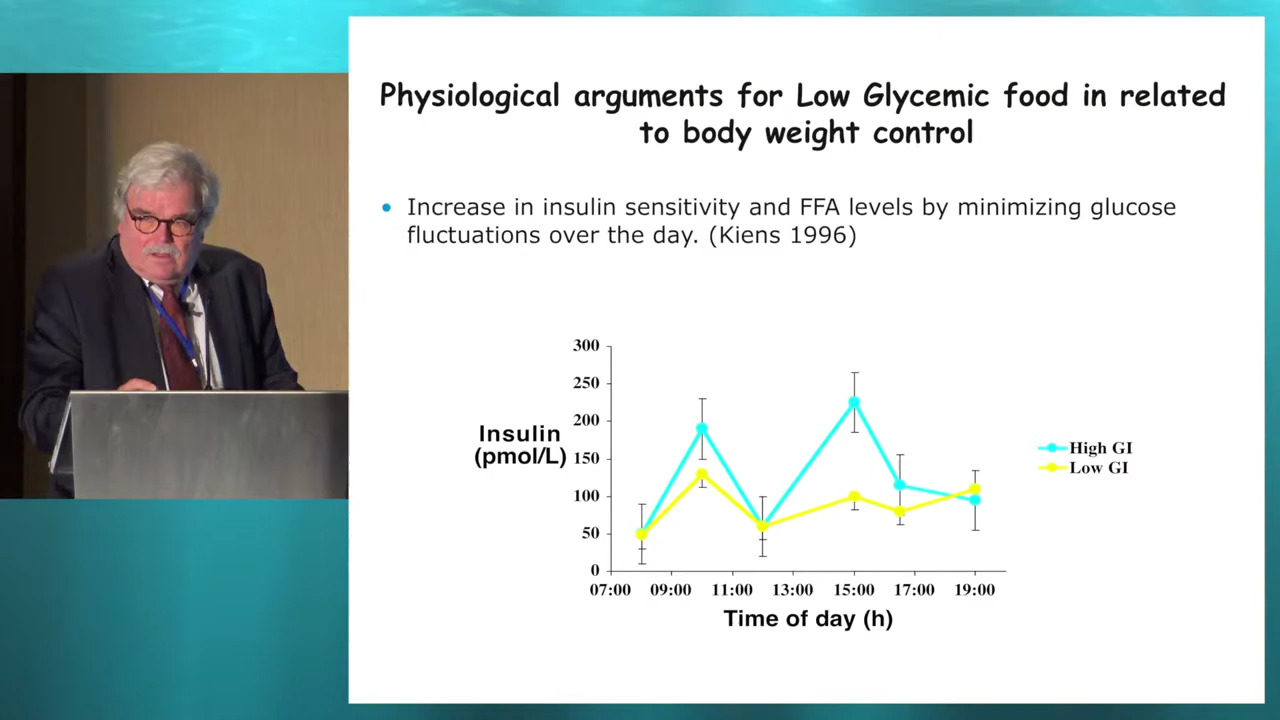 Physiological arguments for Low Glycemic food in related
to body weight control
• Increase in insulin sensitivity and FFA levels by minimizing glucose
fluctuations over the day. (Kiens 1996)
300
250
200
150
100
50
0
Insulin
(pmol/L)
High GI
Low GI
07:00 09:00 11:00 13:00 15:00 17:00 19:00
Time of day (h)